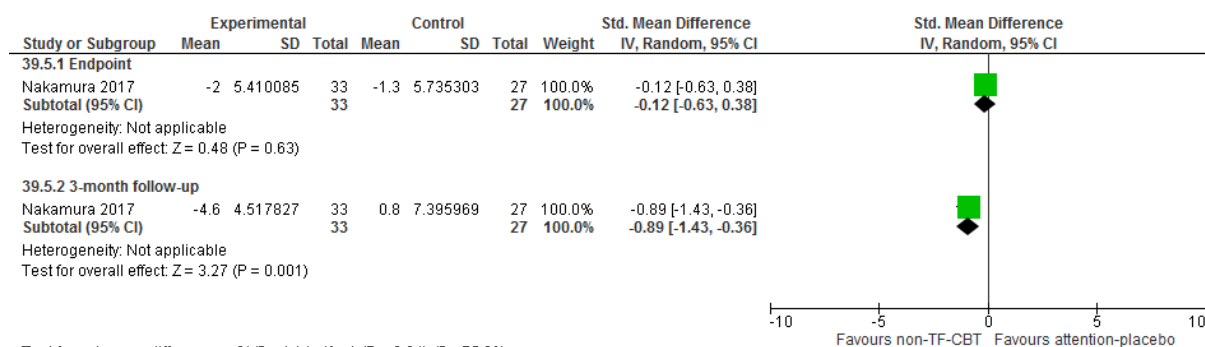 Experimental Control Std. Mean Difference Std. Mean Difference
Study or Subgroup Mean SD Total Mean SD Total Weight IV, Random, 95% CI IV, Random, 95% CI
39.5.1 Endpoint
Nakamura 2017 -2 5.410085 33 -1.3 5.735303 27 100.0% -0.12 [-0.63, 0.38]
Subtotal (95% CI) 33 27 100.0% -0.12 [-0.63, 0.38]
Heterogeneity: Not applicable
Test for overall effect: Z = 0.48 (P = 0.63)
39.5.2 3-month follow-up
Nakamura 2017 -4.6 4.517827 33 0.8 7.395969 27 100.0% -0.89 [-1.43, -0.36]
Subtotal (95% CI) 33 27 100.0% -0.89 [-1.43, -0.36]
Heterogeneity: Not applicable
Test for overall effect: Z = 3.27 (P = 0.001)
-10 -5 0 5 10
Favours non-TF-CBT Favours attention-placebo